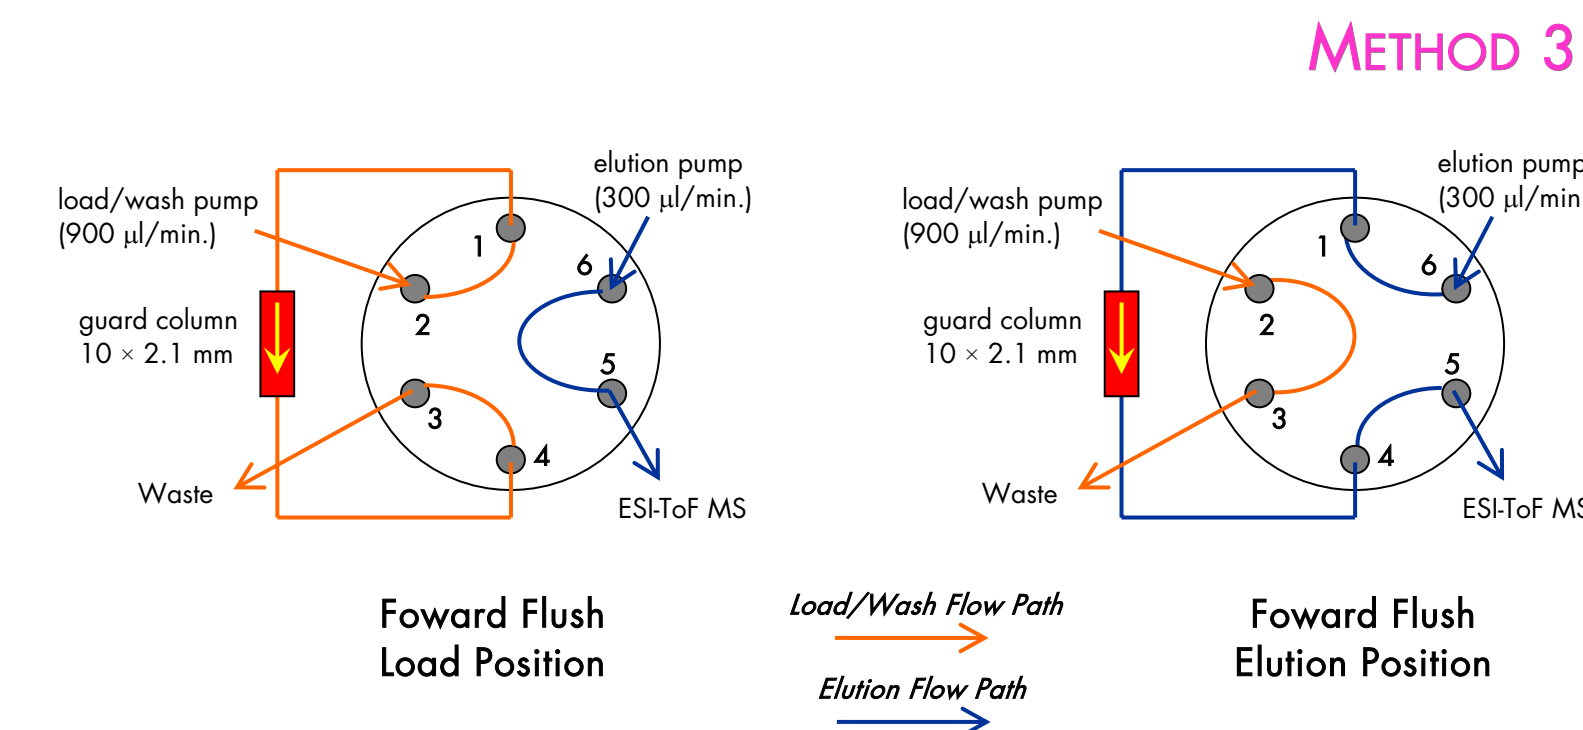 METHOD 3
load/wash pump
(900 μl/min.)
elution pump
(300 μl/min.)
1
6
2
guard column
10 × 2.1 mm
5
3
4
Waste
ESI-ToF MS
Foward Flush
Load Position
load/wash pump
(900 μl/min.)
elution pump
(300 μl/min
1
6
2
guard column
10 × 2.1 mm
5
3
4
Waste
ESI-ToF MS
Foward Flush
Elution Position
Load/Wash Flow Path
Elution Flow Path